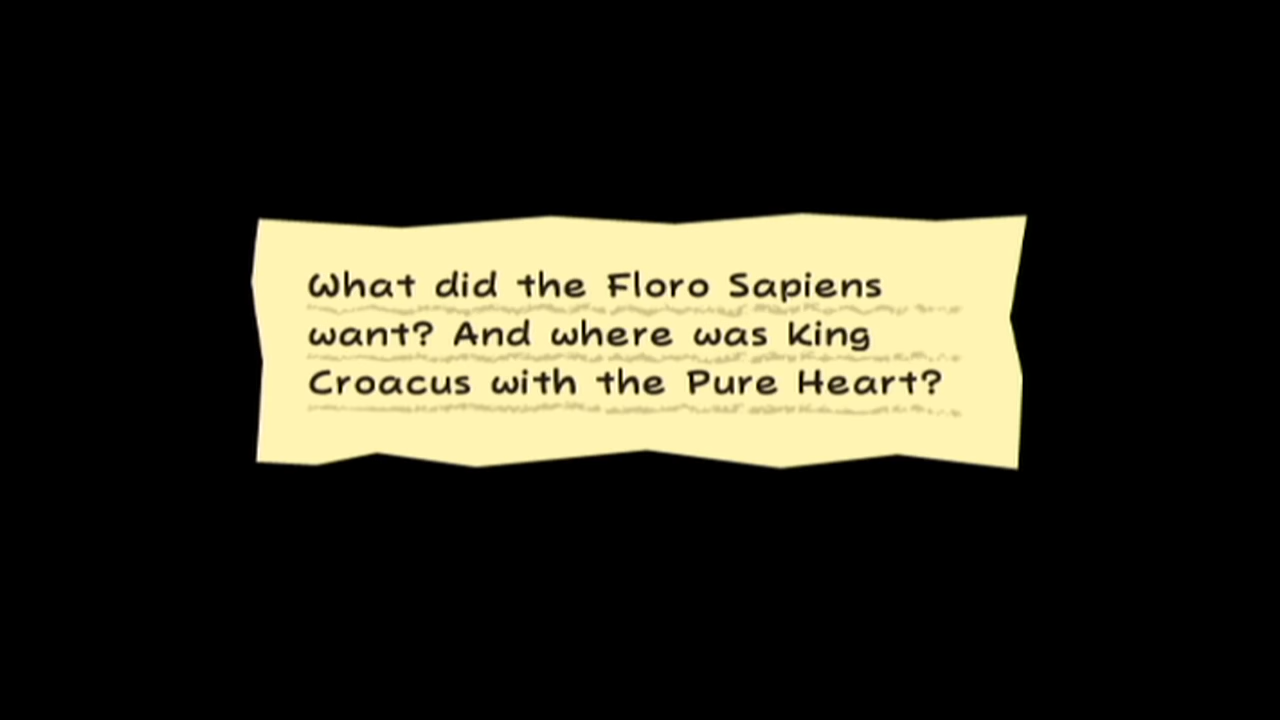 What did the Floro Sapiens
want? And where was King
Croacus with the Pure Heart?